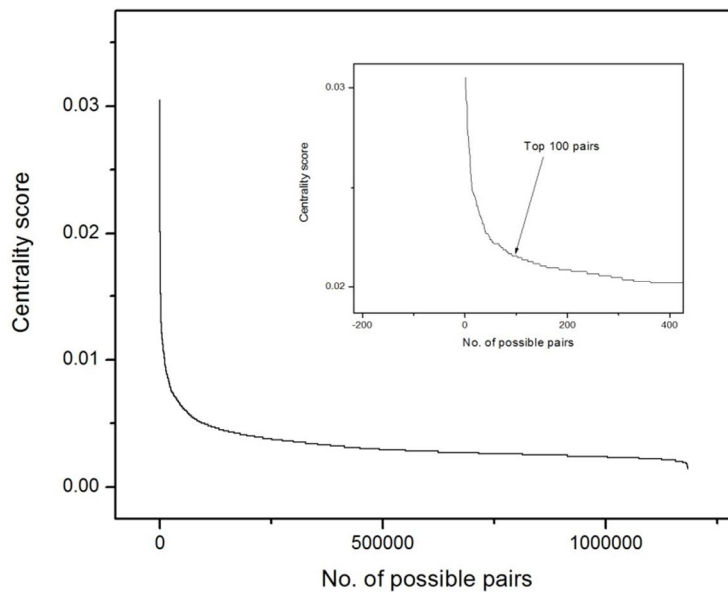 0.03
0.02
0.01
0.00
Centrality score
0
500000
1000000
No. of possible pairs
0.03
0.02
Centrality score
Top 100 pairs
-200
0
200
400
No. of possible pairs